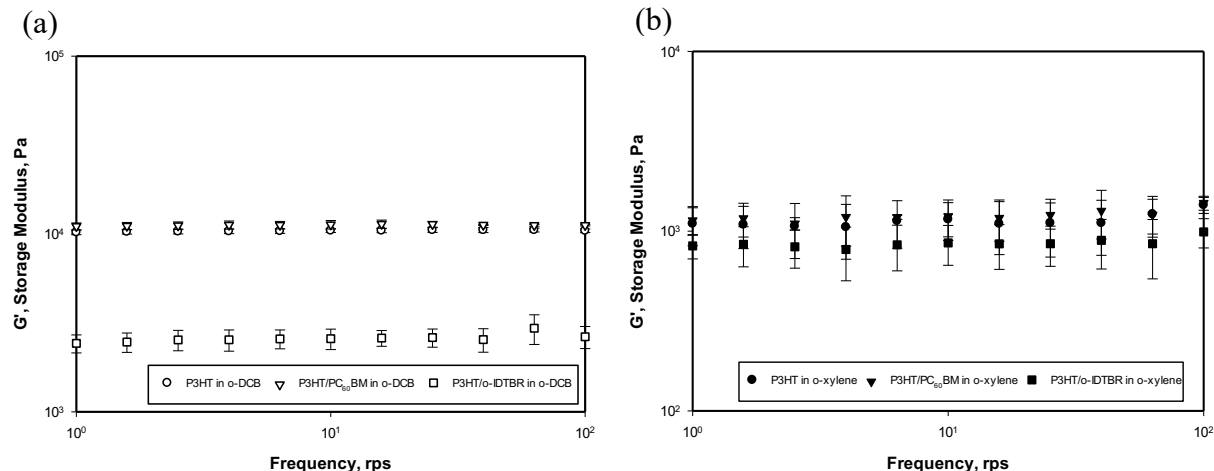 (a)
10⁵
10⁴
10³
G', Storage Modulus, Pa
P3HT in o-DCB P3HT/PC₆₀BM in o-DCB P3HT/o-IDTBR in o-DCB
10⁰ 10¹ 10²
Frequency, rps
(b)
10⁴
10³
10²
G', Storage Modulus, Pa
P3HT in o-xylene P3HT/PC₆₀BM in o-xylene P3HT/o-IDTBR in o-xylene
10⁰ 10¹ 10²
Frequency, rps